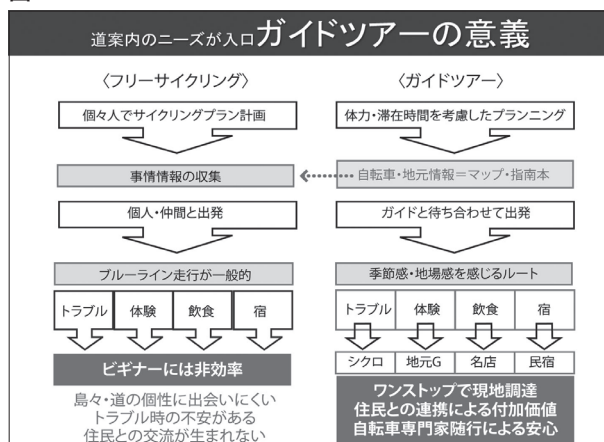 道案内のニーズが入口ガイドツアーの意義
〈フリーサイクリング〉
個々人でサイクリングプラン計画
事情情報の収集
個人・仲間と出発
ブルーライン走行が一般的
トラブル 体験 飲食 宿
ビギナーには非効率
島々・道の個性に出会いにくい
トラブル時の不安がある
住民との交流が生まれない
〈ガイドツアー〉
体力・滞在時間を考慮したプランニング
自転車・地元情報＝マップ・指南本
ガイドと待ち合わせて出発
季節感・地場感を感じるルート
トラブル 体験 飲食 宿
シクロ 地元G 名店 民宿
ワンストップで現地調達
住民との連携による付加価値
自転車専門家随行による安心